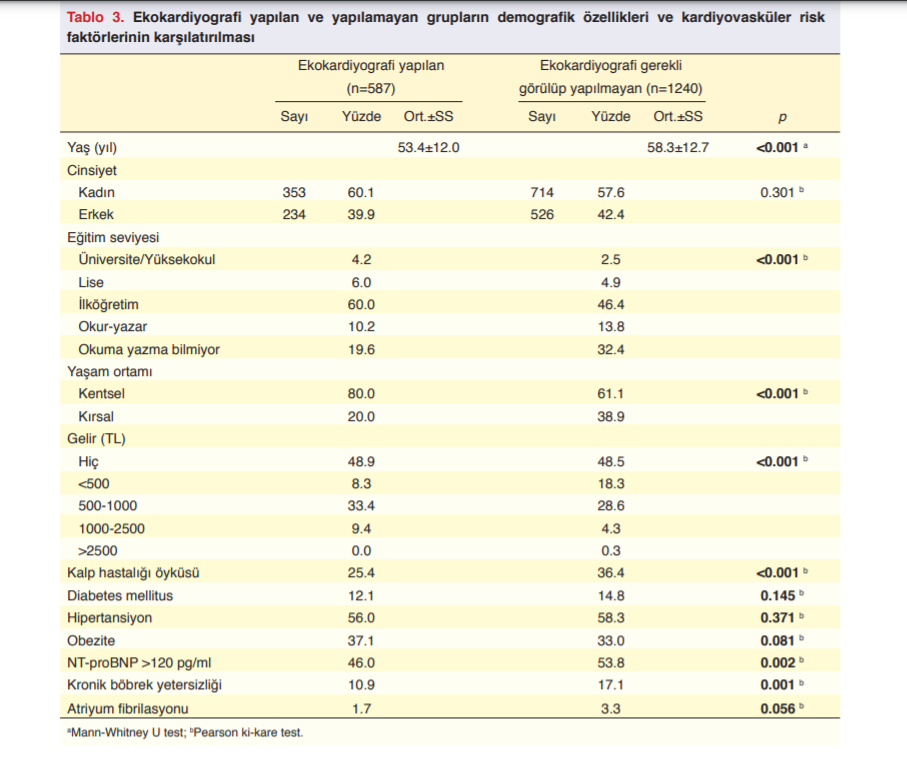 Tablo 3. Ekokardiyografi yapılan ve yapılamayan grupların demografik özellikleri ve kardiyovasküler risk
faktörlerinin karşılatırılması
Ekokardiyografi yapılan Ekokardiyografi gerekli
(n=587) görülüp yapılmayan (n=1240)
Sayı Yüzde Ort.±SS Sayı Yüzde Ort.±SS p
Yaş (yıl) 53.4±12.0 58.3±12.7 <0.001 a
Cinsiyet
Kadın 353 60.1 714 57.6 0.301 b
Erkek 234 39.9 526 42.4
Eğitim seviyesi
Üniversite/Yüksekokul 4.2 2.5 <0.001 b
Lise 6.0 4.9
İlköğretim 60.0 46.4
Okur-yazar 10.2 13.8
Okuma yazma bilmiyor 19.6 32.4
Yaşam ortamı
Kentsel 80.0 61.1 <0.001 b
Kırsal 20.0 38.9
Gelir (TL)
Hiç 48.9 48.5 <0.001 b
<500 8.3 18.3
500-1000 33.4 28.6
1000-2500 9.4 4.3
>2500 0.0 0.3
Kalp hastalığı öyküsü 25.4 36.4 <0.001 b
Diabetes mellitus 12.1 14.8 0.145 b
Hipertansiyon 56.0 58.3 0.371 b
Obezite 37.1 33.0 0.081 b
NT-proBNP >120 pg/ml 46.0 53.8 0.002 b
Kronik böbrek yetersizliği 10.9 17.1 0.001 b
Atriyum fibrilasyonu 1.7 3.3 0.056 b
aMann-Whitney U test; bPearson ki-kare test.